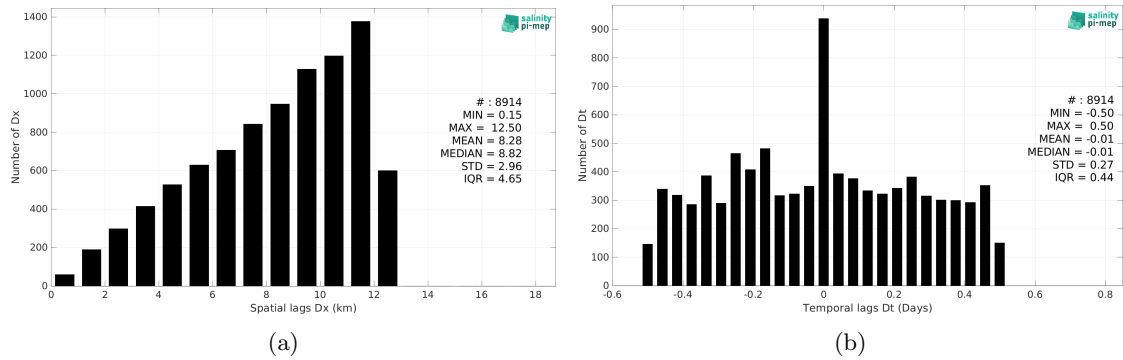 1400
1200
1000
800
600
400
200
0
Number of Dx
0 2 4 6 8 10 12 14 16 18
Spatial lags Dx (km)
salinity
pi-mep
# : 8914
MIN = 0.15
MAX = 12.50
MEAN = 8.28
MEDIAN = 8.82
STD = 2.96
IQR = 4.65
(a)
900
800
700
600
500
400
300
200
100
0
Number of Dt
-0.6 -0.4 -0.2 0 0.2 0.4 0.6 0.8
Temporal lags Dt (Days)
salinity
pi-mep
# : 8914
MIN = -0.50
MAX = 0.50
MEAN = -0.01
MEDIAN = -0.01
STD = 0.27
IQR = 0.44
(b)